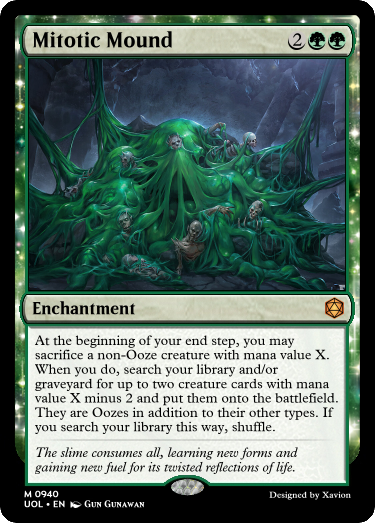 Mitotic Mound 2
Enchantment
At the beginning of your end step, you may
sacrifice a non-Ooze creature with mana value X.
When you do, search your library and/or
graveyard for up to two creature cards with mana
value X minus 2 and put them onto the battlefield.
They are Oozes in addition to their other types. If
you search your library this way, shuffle.
The slime consumes all, learning new forms and
gaining new fuel for its twisted reflections of life.
M 0940
UOL • EN Gun Gunawan
Designed by Xavion